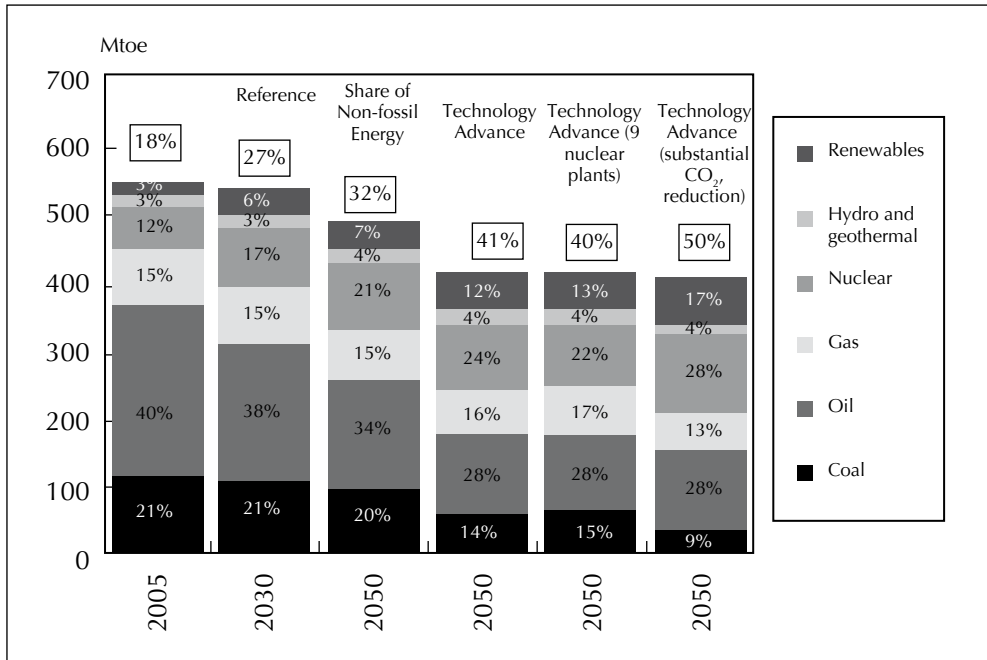 Mtoe
700
600
500
400
300
200
100
0
Reference
Share of
Non-fossil
Energy
Technology
Advance
Technology
Advance (9
nuclear
plants)
Technology
Advance
(substantial
CO₂,
reduction)
18%
27%
32%
41%
40%
50%
3%
3%
12%
15%
40%
21%
6%
3%
17%
15%
38%
21%
7%
4%
21%
15%
34%
20%
12%
4%
24%
16%
28%
14%
13%
4%
22%
17%
28%
15%
17%
4%
28%
13%
28%
9%
2005
2030
2050
2050
2050
2050
Renewables
Hydro and
geothermal
Nuclear
Gas
Oil
Coal